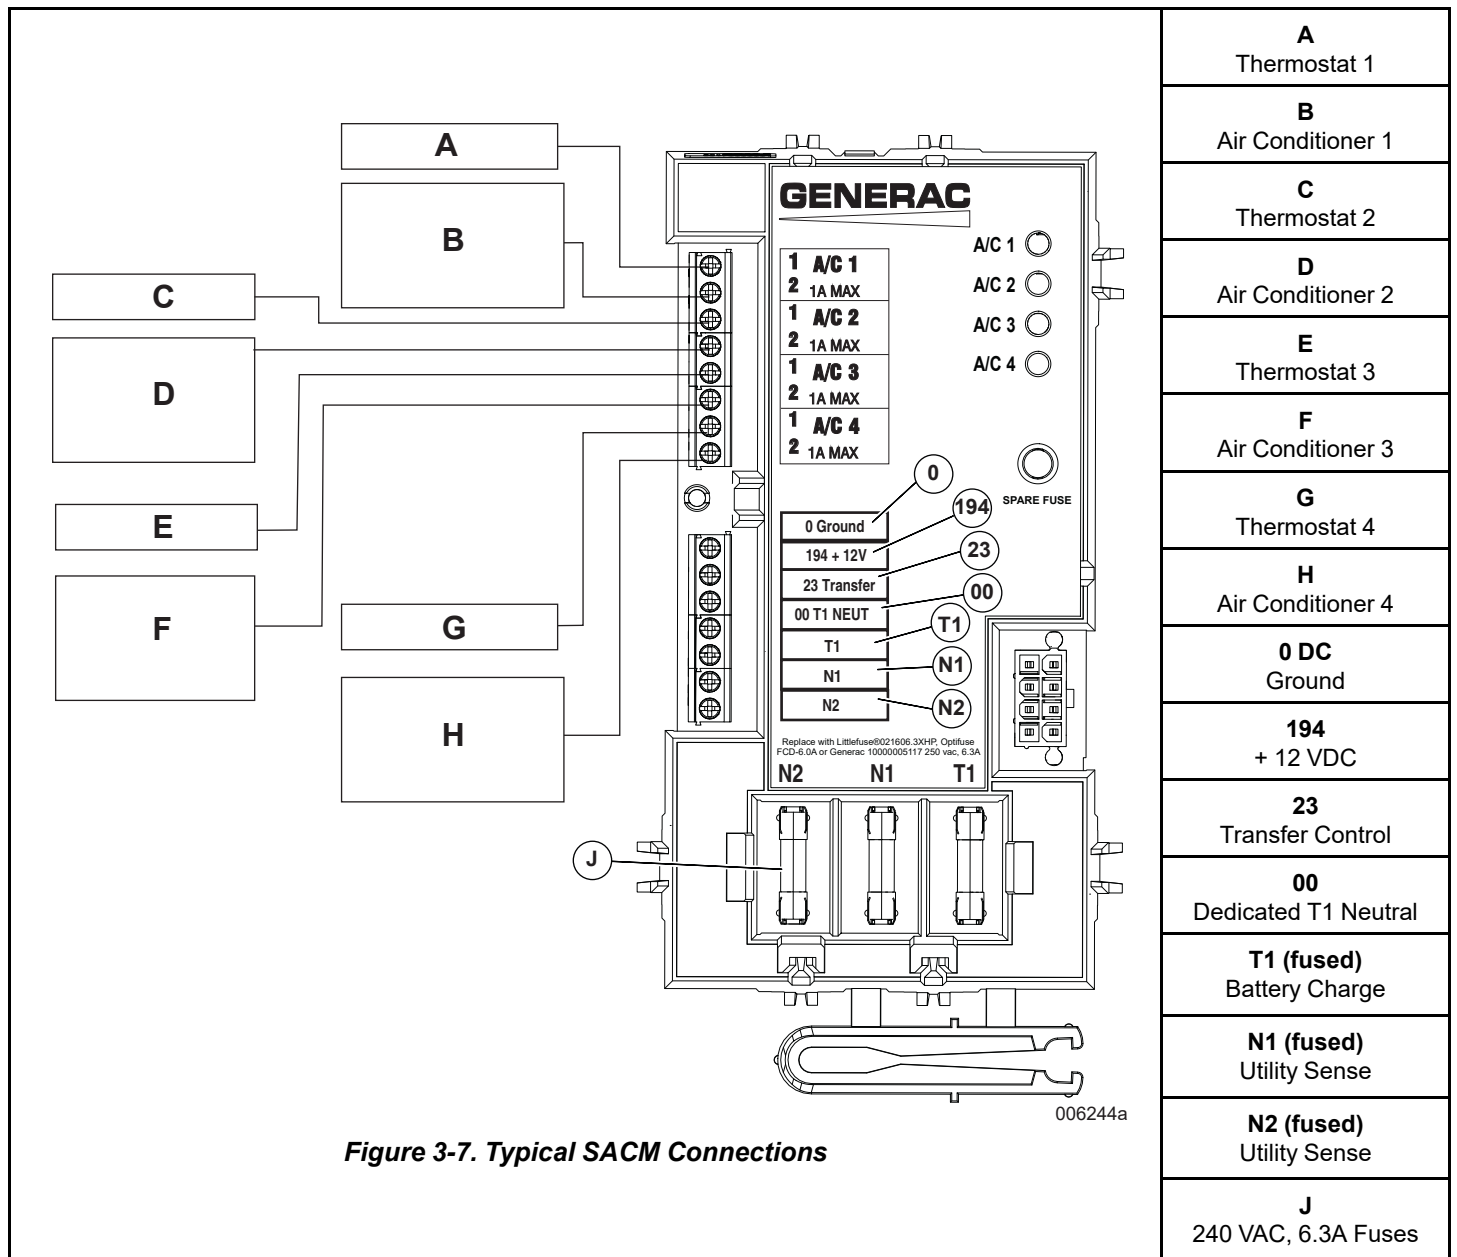 A
B
C
D
E
F
G
H
GENERAC
A/C 1
A/C 2
A/C 3
A/C 4
1 A/C 1
2 1A MAX
1 A/C 2
2 1A MAX
1 A/C 3
2 1A MAX
1 A/C 4
2 1A MAX
SPARE FUSE
0
194
23
00
T1
N1
N2
0 Ground
194 + 12V
23 Transfer
00 T1 NEUT
T1
N1
N2
Replace with Littlefuse®021606.3XHP, Optifuse
FCD-6.0A or Generac 10000005117 250 vac, 6.3A
N2 N1 T1
J
006244a
Figure 3-7. Typical SACM Connections
A
Thermostat 1
B
Air Conditioner 1
C
Thermostat 2
D
Air Conditioner 2
E
Thermostat 3
F
Air Conditioner 3
G
Thermostat 4
H
Air Conditioner 4
0 DC
Ground
194
+ 12 VDC
23
Transfer Control
00
Dedicated T1 Neutral
T1 (fused)
Battery Charge
N1 (fused)
Utility Sense
N2 (fused)
Utility Sense
J
240 VAC, 6.3A Fuses